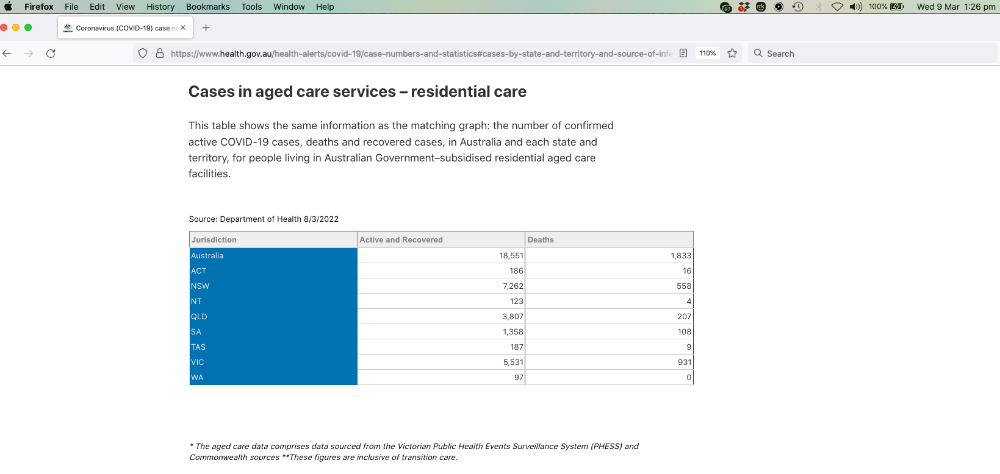 Firefox File Edit View History Bookmarks Tools Window Help 97 1 100% Wed 9 Mar 1:26 pm
Coronavirus (COVID-19) case nu
https://www.health.gov.au/health-alerts/covid-19/case-numbers-and-statistics#cases-by-state-and-territory-and-source-of-infe 110% Search
Cases in aged care services – residential care
This table shows the same information as the matching graph: the number of confirmed
active COVID-19 cases, deaths and recovered cases, in Australia and each state and
territory, for people living in Australian Government–subsidised residential aged care
facilities.
Source: Department of Health 8/3/2022
Jurisdiction Active and Recovered Deaths
Australia 18,551 1,833
ACT 186 16
NSW 7,262 558
NT 123 4
QLD 3,807 207
SA 1,358 108
TAS 187 9
VIC 5,531 931
WA 97 0
* The aged care data comprises data sourced from the Victorian Public Health Events Surveillance System (PHESS) and
Commonwealth sources **These figures are inclusive of transition care.